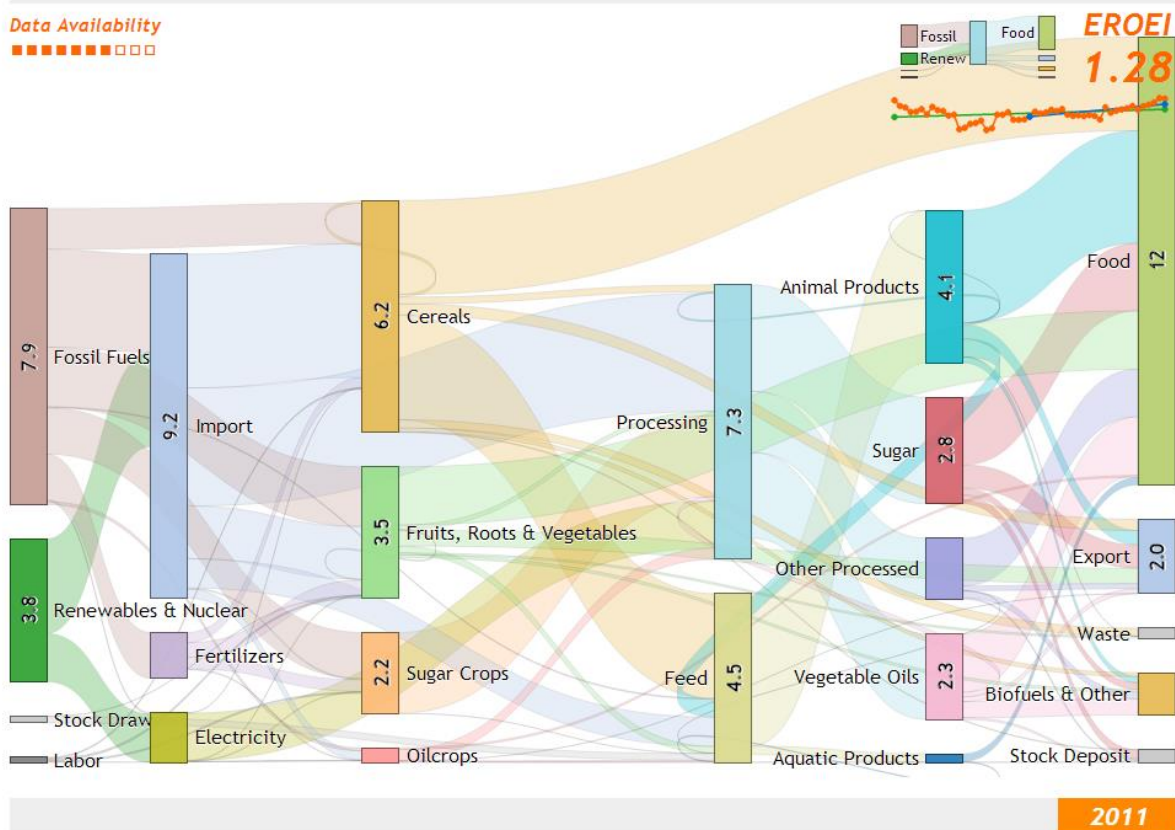 Data Availability
EROEI
1.28
Fossil
Food
Renew
7.9
Fossil Fuels
3.8
Renewables & Nuclear
Stock Draw
Labor
9.2
Import
Fertilizers
Electricity
6.2
Cereals
3.5
Fruits, Roots & Vegetables
2.2
Sugar Crops
Oilcrops
Processing
7.3
Feed
4.5
Animal Products
4.1
Sugar
2.8
Other Processed
Vegetable Oils
2.3
Aquatic Products
Food
12
Export
2.0
Waste
Biofuels & Other
Stock Deposit
2011